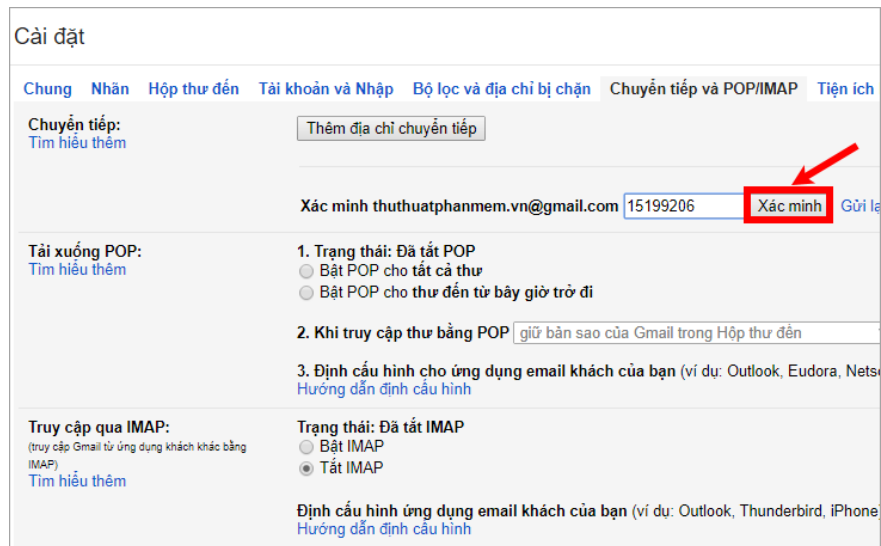 Cài đặt
Chung Nhãn Hộp thư đến Tài khoản và Nhập Bộ lọc và địa chỉ bị chặn Chuyển tiếp và POP/IMAP Tiện ích
Chuyển tiếp:
Tìm hiểu thêm
Thêm địa chỉ chuyển tiếp
Xác minh thuthuatphanmem.vn@gmail.com 15199206 Xác minh Gửi lạ
Tải xuống POP:
Tìm hiểu thêm
1. Trạng thái: Đã tắt POP
Bật POP cho tất cả thư
Bật POP cho thư đến từ bây giờ trở đi
2. Khi truy cập thư bằng POP giữ bản sao của Gmail trong Hộp thư đến
3. Định cấu hình cho ứng dụng email khách của bạn (ví dụ: Outlook, Eudora, Netsc
Hướng dẫn định cấu hình
Truy cập qua IMAP:
(truy cập Gmail từ ứng dụng khách khác bằng
IMAP)
Tìm hiểu thêm
Trạng thái: Đã tắt IMAP
Bật IMAP
Tắt IMAP
Định cấu hình ứng dụng email khách của bạn (ví dụ: Outlook, Thunderbird, iPhone)
Hướng dẫn định cấu hình